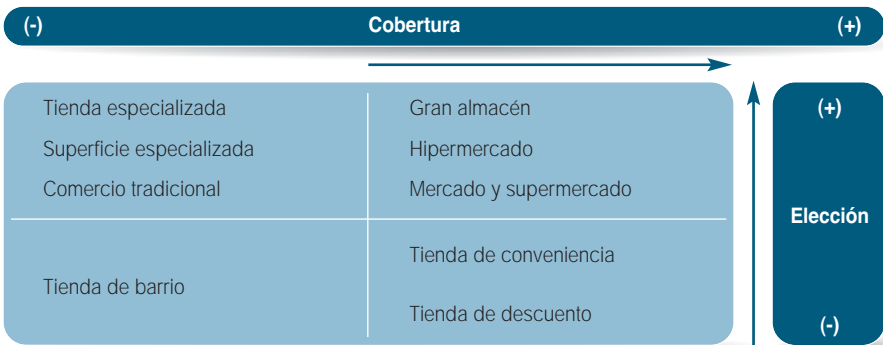 (-) Cobertura (+)
Tienda especializada
Superficie especializada
Comercio tradicional
Gran almacén
Hipermercado
Mercado y supermercado
(+)
Elección
(-)
Tienda de barrio
Tienda de conveniencia
Tienda de descuento